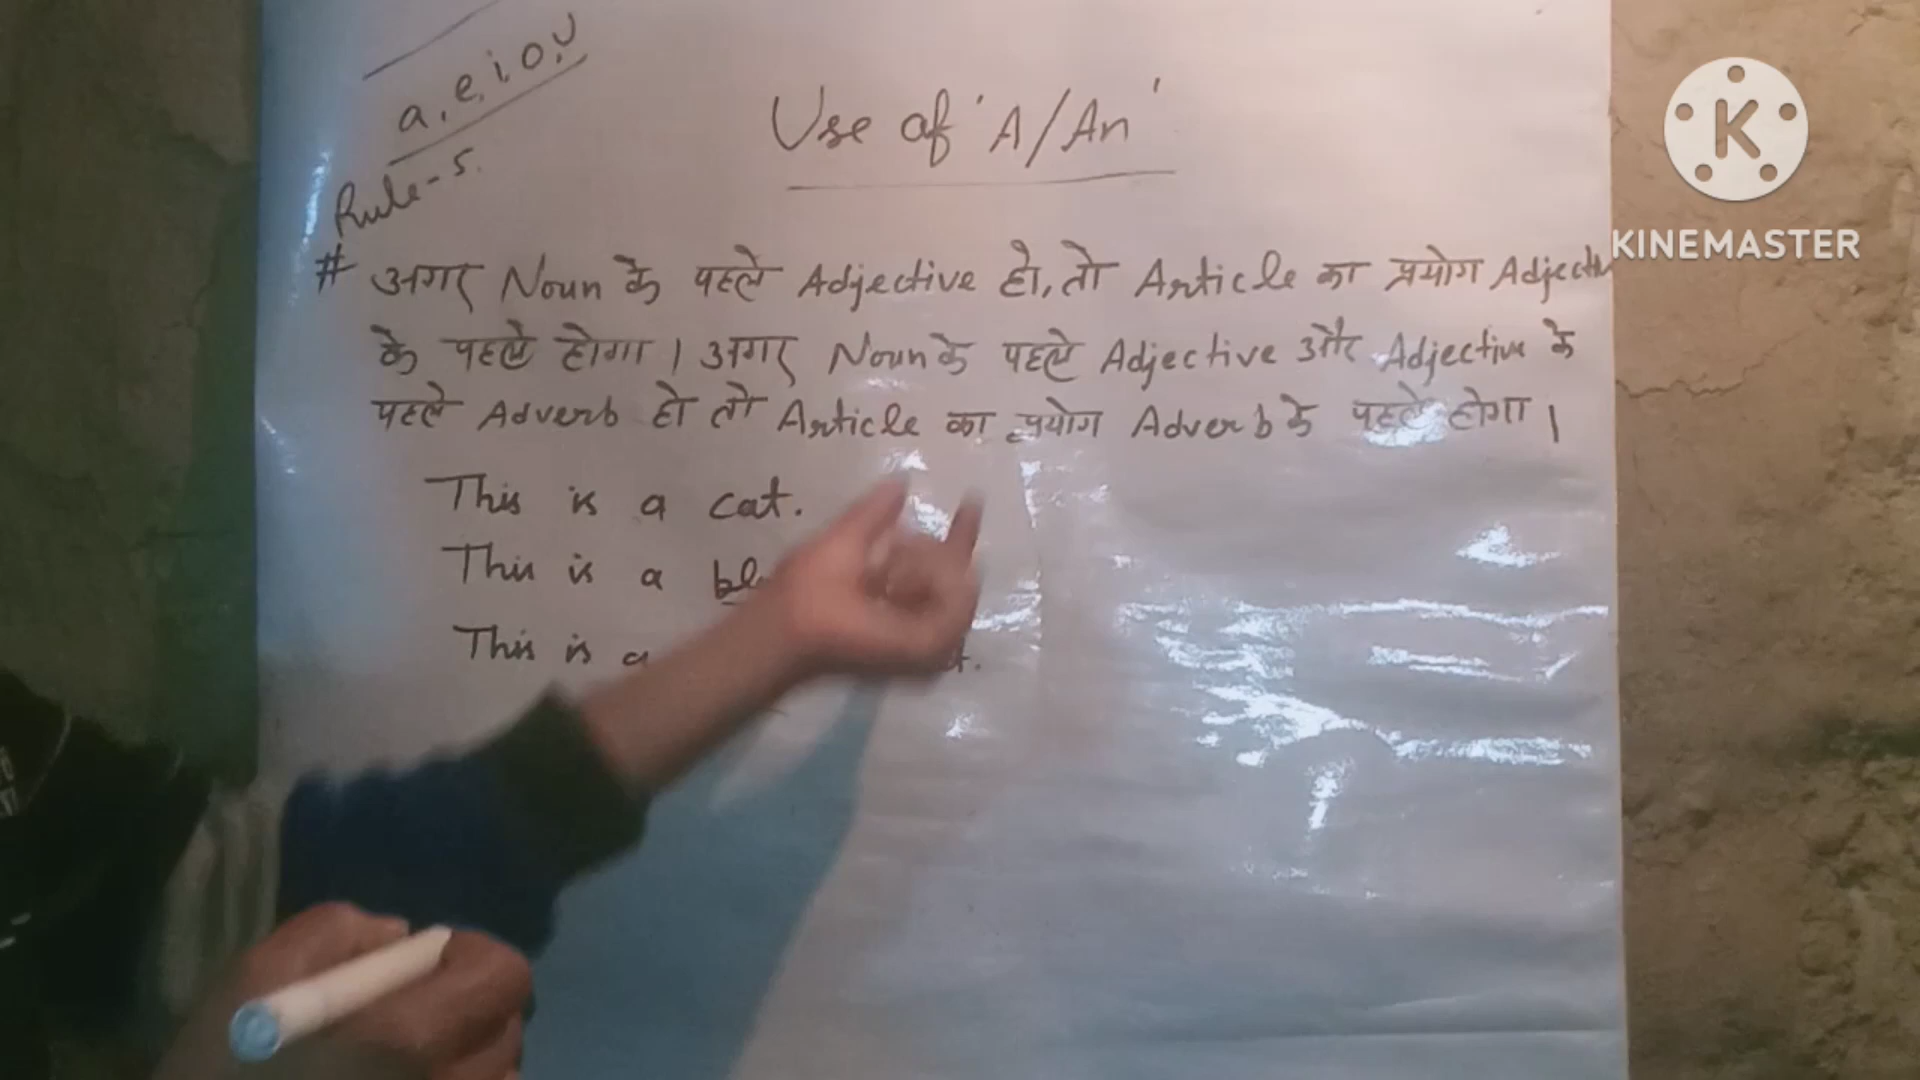 a, e, i, o, u
Use of 'A/An'
Rule-5.
# अगर Noun के पहले Adjective हो, तो Article का प्रयोग Adjective
के पहले होगा। अगर Noun के पहले Adjective और Adjective के
पहले Adverb हो तो Article का प्रयोग Adverb के पहले होगा।
This is a cat.
This is a
This is a
K
KINEMASTER